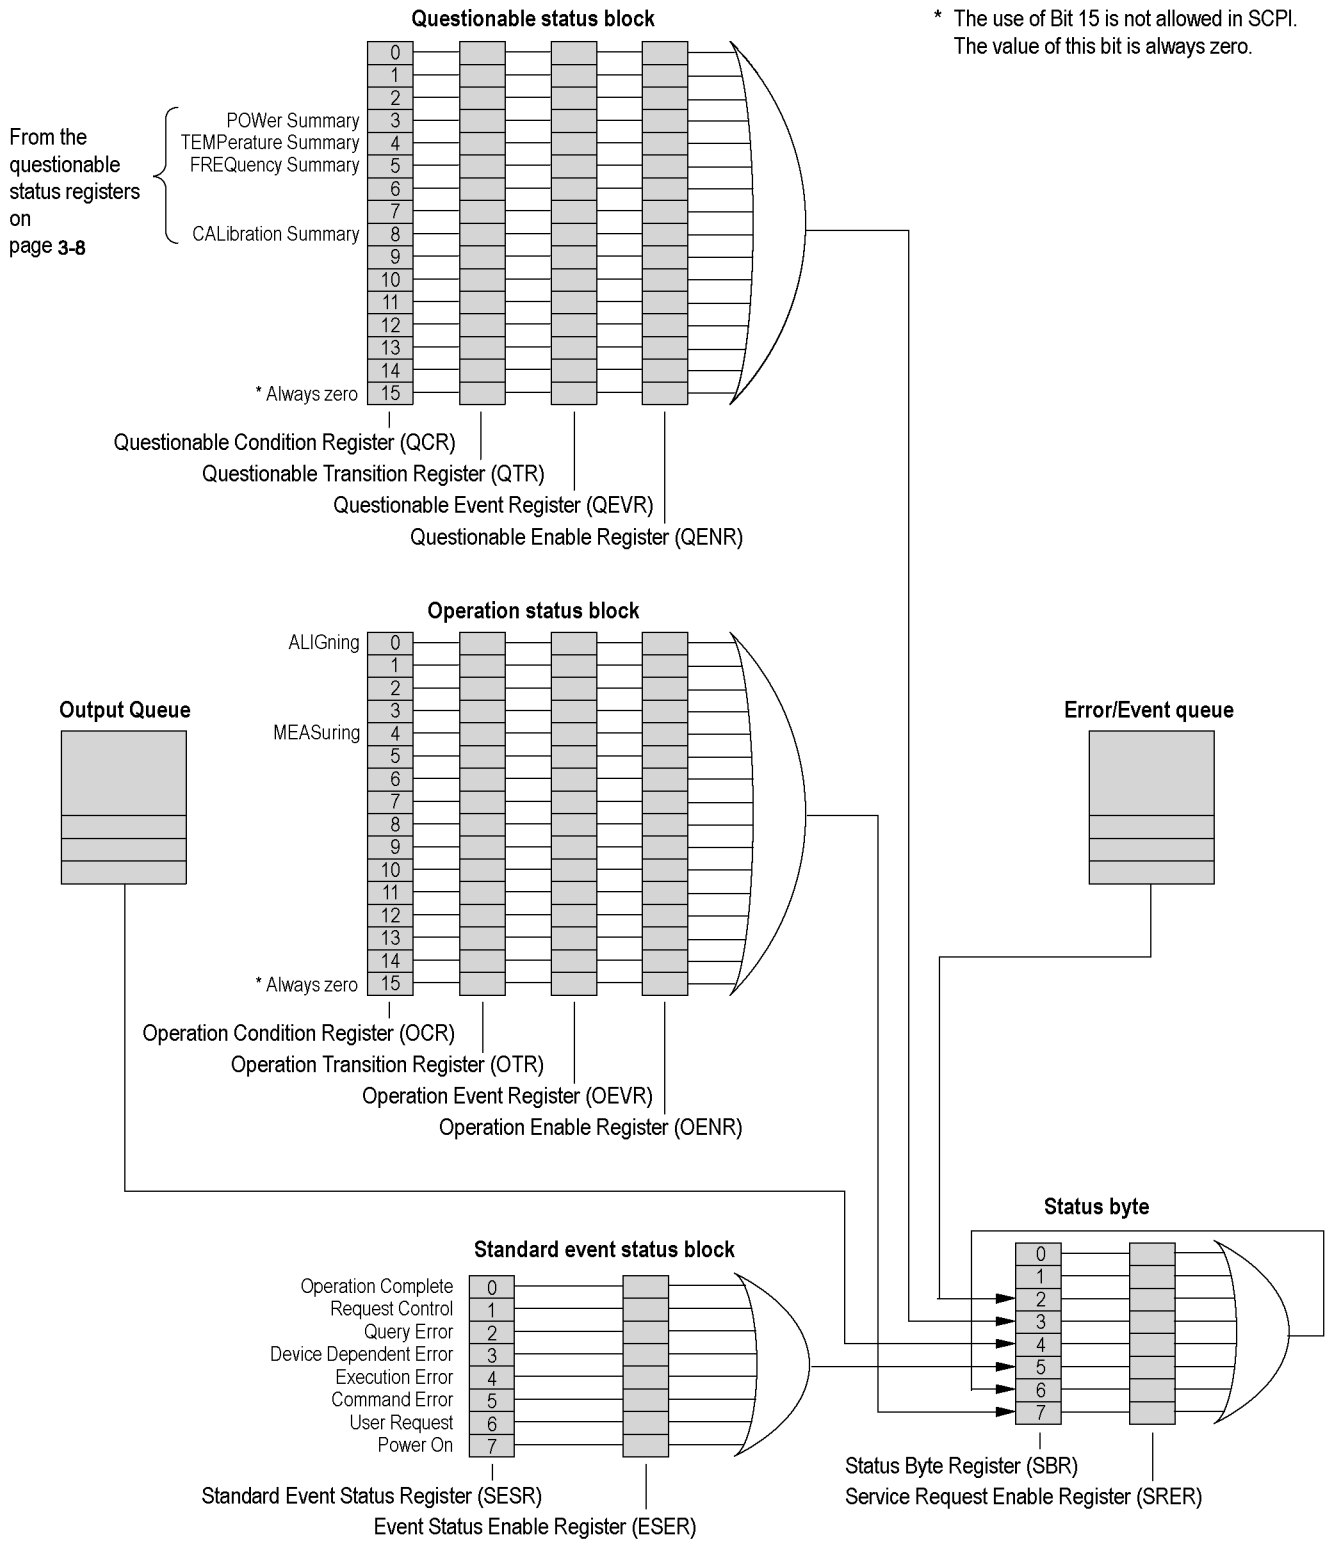 Questionable status block
* The use of Bit 15 is not allowed in SCPI.
The value of this bit is always zero.
From the
questionable
status registers
on
page 3-8
0
1
2
POWer Summary 3
TEMPerature Summary 4
FREQuency Summary 5
6
7
CALibration Summary 8
9
10
11
12
13
14
* Always zero 15
Questionable Condition Register (QCR)
Questionable Transition Register (QTR)
Questionable Event Register (QEVR)
Questionable Enable Register (QENR)
Operation status block
ALIGning 0
1
2
3
MEASuring 4
5
6
7
8
9
10
11
12
13
14
* Always zero 15
Operation Condition Register (OCR)
Operation Transition Register (OTR)
Operation Event Register (OEVR)
Operation Enable Register (OENR)
Output Queue
Error/Event queue
Standard event status block
Operation Complete 0
Request Control 1
Query Error 2
Device Dependent Error 3
Execution Error 4
Command Error 5
User Request 6
Power On 7
Standard Event Status Register (SESR)
Event Status Enable Register (ESER)
Status byte
0
1
2
3
4
5
6
7
Status Byte Register (SBR)
Service Request Enable Register (SRER)